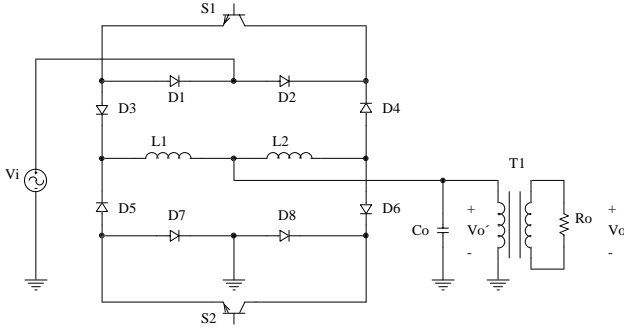 S1
D1
D2
D3
D4
L1
L2
T1
Vi
D5
D7
D8
D6
Co
+
Vo´
-
Ro
+
Vo
-
S2